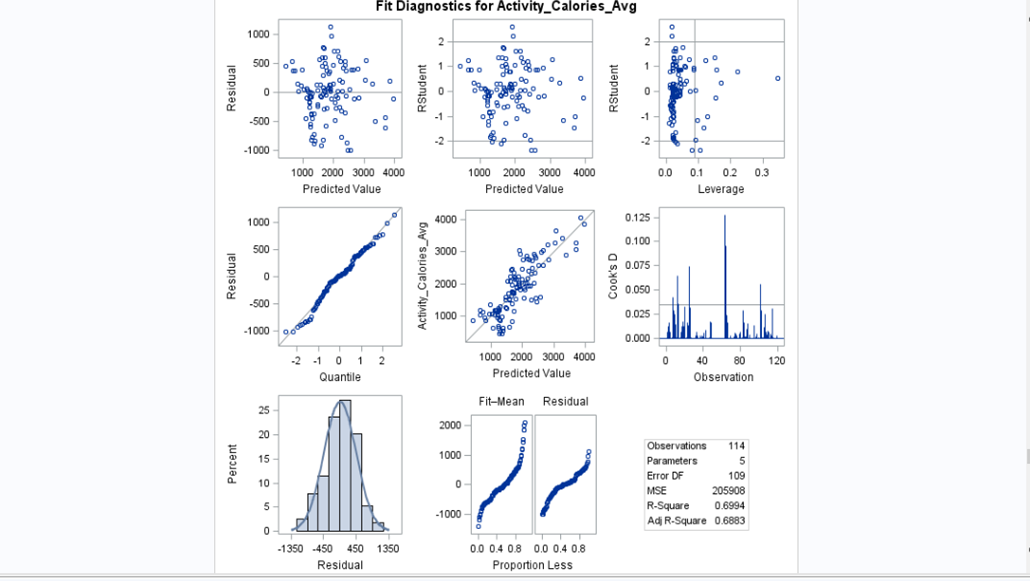 Fit Diagnostics for Activity_Calories_Avg
1000
500
0
-500
-1000
Residual
1000 2000 3000 4000
Predicted Value
2
1
0
-1
-2
RStudent
1000 2000 3000 4000
Predicted Value
2
1
0
-1
-2
RStudent
0.0 0.1 0.2 0.3
Leverage
1000
500
0
-500
-1000
Residual
-2 -1 0 1 2
Quantile
4000
3000
2000
1000
Activity_Calories_Avg
1000 2000 3000 4000
Predicted Value
0.125
0.100
0.075
0.050
0.025
0.000
Cook's D
0 40 80 120
Observation
25
20
15
10
5
0
Percent
-1350 -450 450 1350
Residual
Fit–Mean Residual
2000
1000
0
-1000
0.0 0.4 0.8 0.0 0.4 0.8
Proportion Less
Observations 114
Parameters 5
Error DF 109
MSE 205908
R-Square 0.6994
Adj R-Square 0.6883